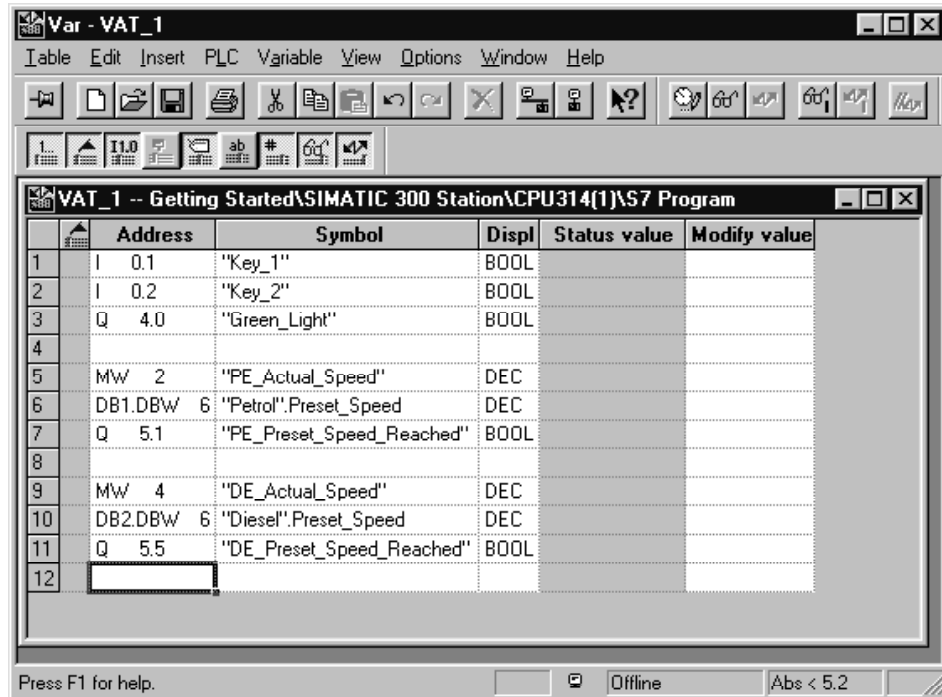 Var - VAT_1
Table Edit Insert PLC Variable View Options Window Help
VAT_1 -- Getting Started\SIMATIC 300 Station\CPU314(1)\S7 Program
Address Symbol Displ Status value Modify value
1 I 0.1 "Key_1" BOOL
2 I 0.2 "Key_2" BOOL
3 Q 4.0 "Green_Light" BOOL
4
5 MW 2 "PE_Actual_Speed" DEC
6 DB1.DBW 6 "Petrol".Preset_Speed DEC
7 Q 5.1 "PE_Preset_Speed_Reached" BOOL
8
9 MW 4 "DE_Actual_Speed" DEC
10 DB2.DBW 6 "Diesel".Preset_Speed DEC
11 Q 5.5 "DE_Preset_Speed_Reached" BOOL
12
Press F1 for help. Offline Abs < 5.2